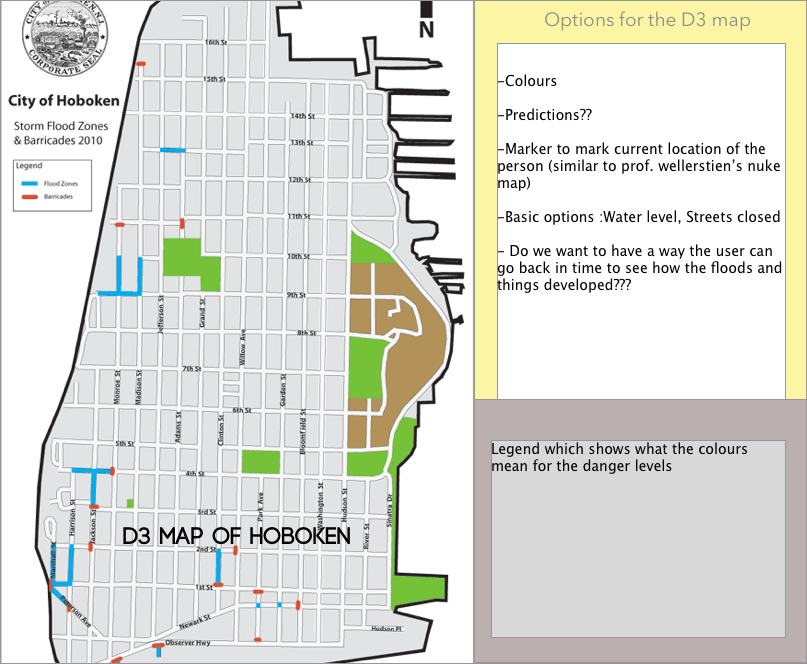 CITY OF HOBOKEN, N.J.
CORPORATE SEAL
N
City of Hoboken
Storm Flood Zones
& Barricades 2010
Legend
Flood Zones
Barricades
16th St
15th St
14th St
13th St
12th St
11th St
10th St
9th St
8th St
7th St
6th St
5th St
4th St
3rd St
2nd St
1st St
Jefferson St
Grand St
Willow Ave
Monroe St
Madison St
Garden St
Adams St
Clinton St
Bloomfield St
Park Ave
Washington St
Hudson St
Sinatra Dr
River St
Harrison St
Jackson St
Marshall St
Paterson Ave
Newark St
Observer Hwy
Hudson Pl
D3 MAP OF HOBOKEN
Options for the D3 map
-Colours
-Predictions??
-Marker to mark current location of the
person (similar to prof. wellerstien's nuke
map)
-Basic options :Water level, Streets closed
- Do we want to have a way the user can
go back in time to see how the floods and
things developed???
Legend which shows what the colours
mean for the danger levels